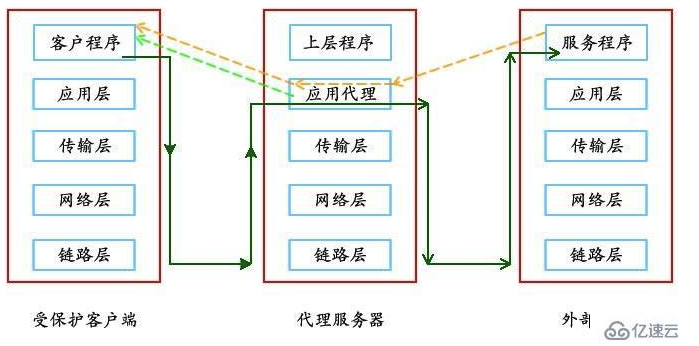 客户程序 上层程序 服务程序
应用层 应用代理 应用层
传输层 传输层 传输层
网络层 网络层 网络层
链路层 链路层 链路层
受保护客户端 代理服务器 外部
亿速云